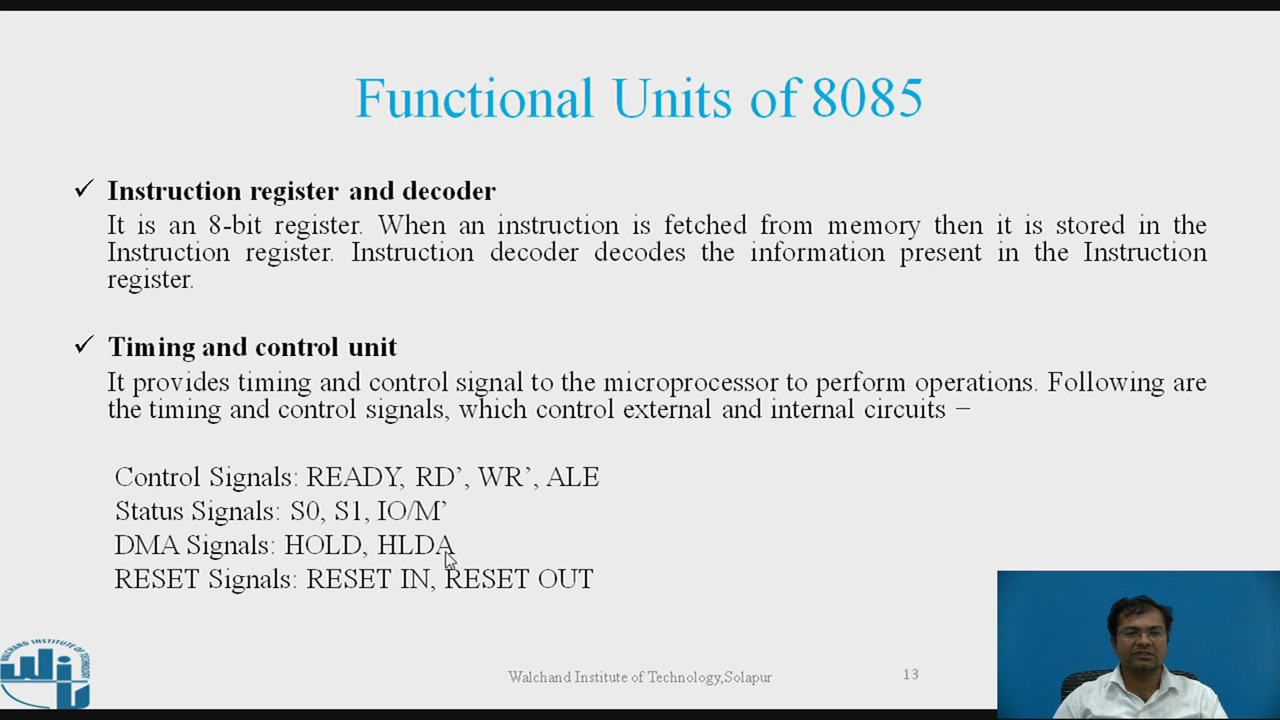 Functional Units of 8085
✓ Instruction register and decoder
It is an 8-bit register. When an instruction is fetched from memory then it is stored in the
Instruction register. Instruction decoder decodes the information present in the Instruction
register.
✓ Timing and control unit
It provides timing and control signal to the microprocessor to perform operations. Following are
the timing and control signals, which control external and internal circuits −
Control Signals: READY, RD’, WR’, ALE
Status Signals: S0, S1, IO/M’
DMA Signals: HOLD, HLDA
RESET Signals: RESET IN, RESET OUT
WALCHAND INSTITUTE OF TECHNOLOGY
WIT
Walchand Institute of Technology,Solapur
13